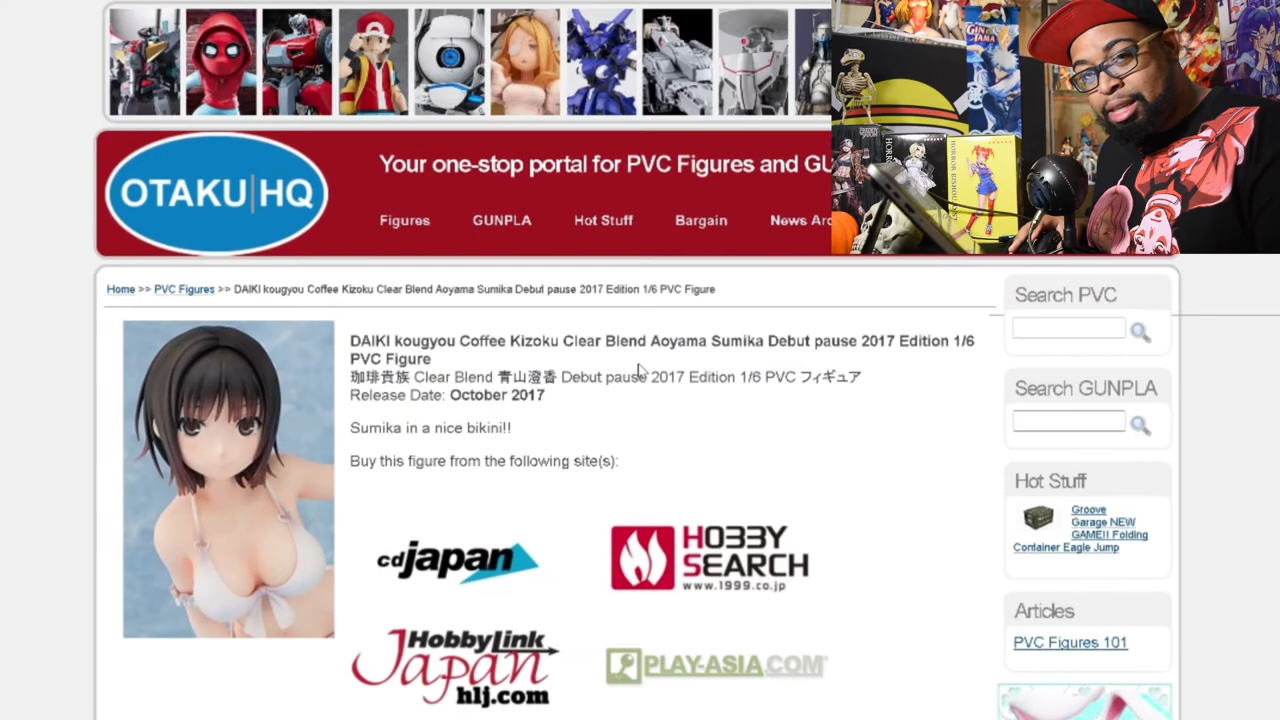 OTAKU|HQ
Your one-stop portal for PVC Figures and GU
Figures GUNPLA Hot Stuff Bargain News Arc
Home >> PVC Figures >> DAIKI kougyou Coffee Kizoku Clear Blend Aoyama Sumika Debut pause 2017 Edition 1/6 PVC Figure
DAIKI kougyou Coffee Kizoku Clear Blend Aoyama Sumika Debut pause 2017 Edition 1/6
PVC Figure
珈琲貴族 Clear Blend 青山澄香 Debut pause 2017 Edition 1/6 PVC フィギュア
Release Date: October 2017
Sumika in a nice bikini!!
Buy this figure from the following site(s):
cdjapan
HOBBY
SEARCH
www.1999.co.jp
HobbyLink
Japan
hlj.com
PLAY-ASIA.COM
Search PVC
Search GUNPLA
Hot Stuff
Groove
Garage NEW
GAME!! Folding
Container Eagle Jump
Articles
PVC Figures 101
GINTAMA